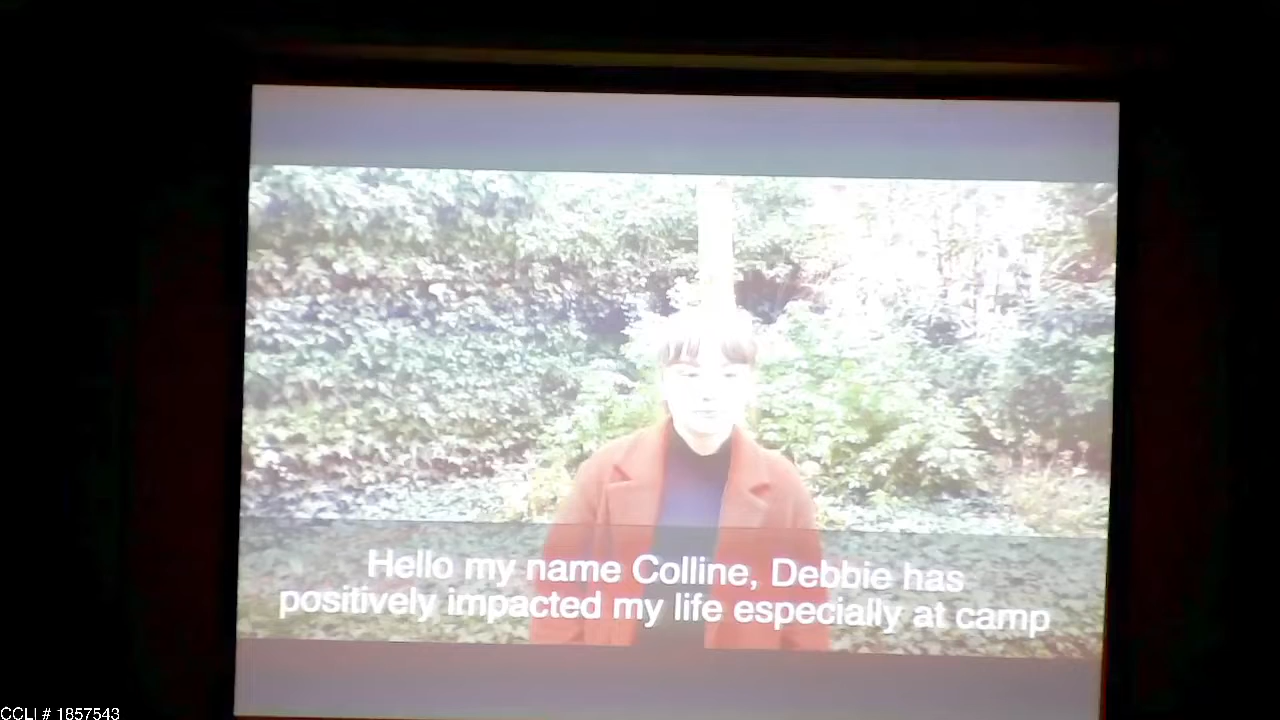 Hello my name Colline, Debbie has
positively impacted my life especially at camp
CCLI # 1857543